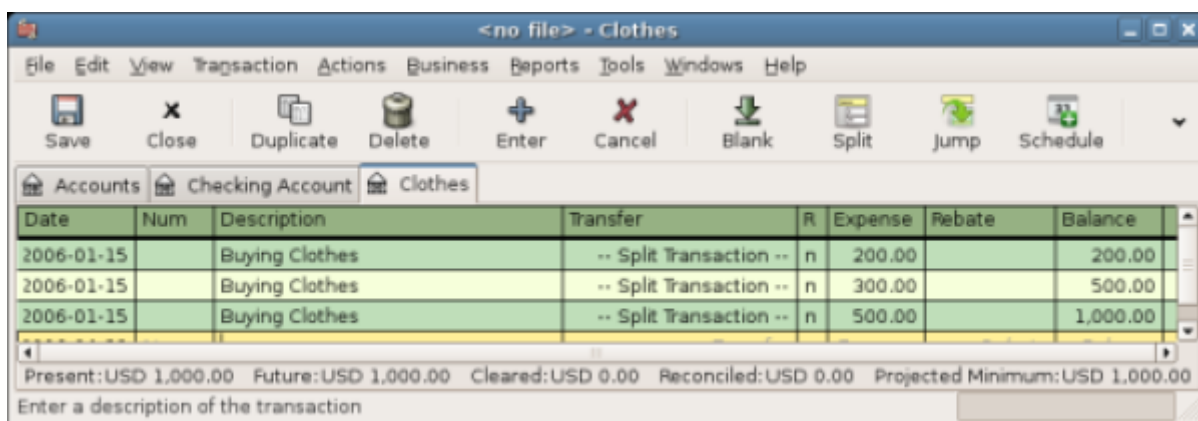 <no file> - Clothes
File Edit View Transaction Actions Business Reports Tools Windows Help
Save Close Duplicate Delete Enter Cancel Blank Split Jump Schedule
Accounts Checking Account Clothes
Date Num Description Transfer R Expense Rebate Balance
2006-01-15 Buying Clothes -- Split Transaction -- n 200.00 200.00
2006-01-15 Buying Clothes -- Split Transaction -- n 300.00 500.00
2006-01-15 Buying Clothes -- Split Transaction -- n 500.00 1,000.00
Present:USD 1,000.00 Future:USD 1,000.00 Cleared:USD 0.00 Reconciled:USD 0.00 Projected Minimum:USD 1,000.00
Enter a description of the transaction